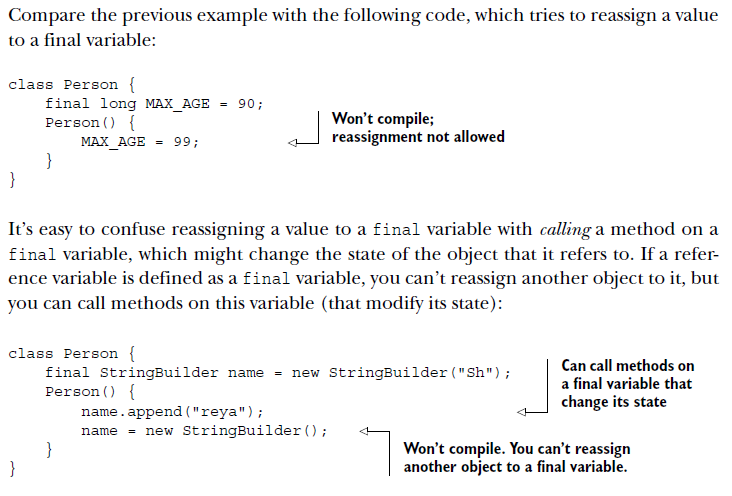 Compare the previous example with the following code, which tries to reassign a value
to a final variable:
class Person {
    final long MAX_AGE = 90;
    Person() {
        MAX_AGE = 99;
    }
}
Won't compile;
reassignment not allowed
It's easy to confuse reassigning a value to a final variable with calling a method on a
final variable, which might change the state of the object that it refers to. If a refer-
ence variable is defined as a final variable, you can't reassign another object to it, but
you can call methods on this variable (that modify its state):
class Person {
    final StringBuilder name = new StringBuilder("Sh");
    Person() {
        name.append("reya");
        name = new StringBuilder();
    }
}
Can call methods on
a final variable that
change its state
Won't compile. You can't reassign
another object to a final variable.